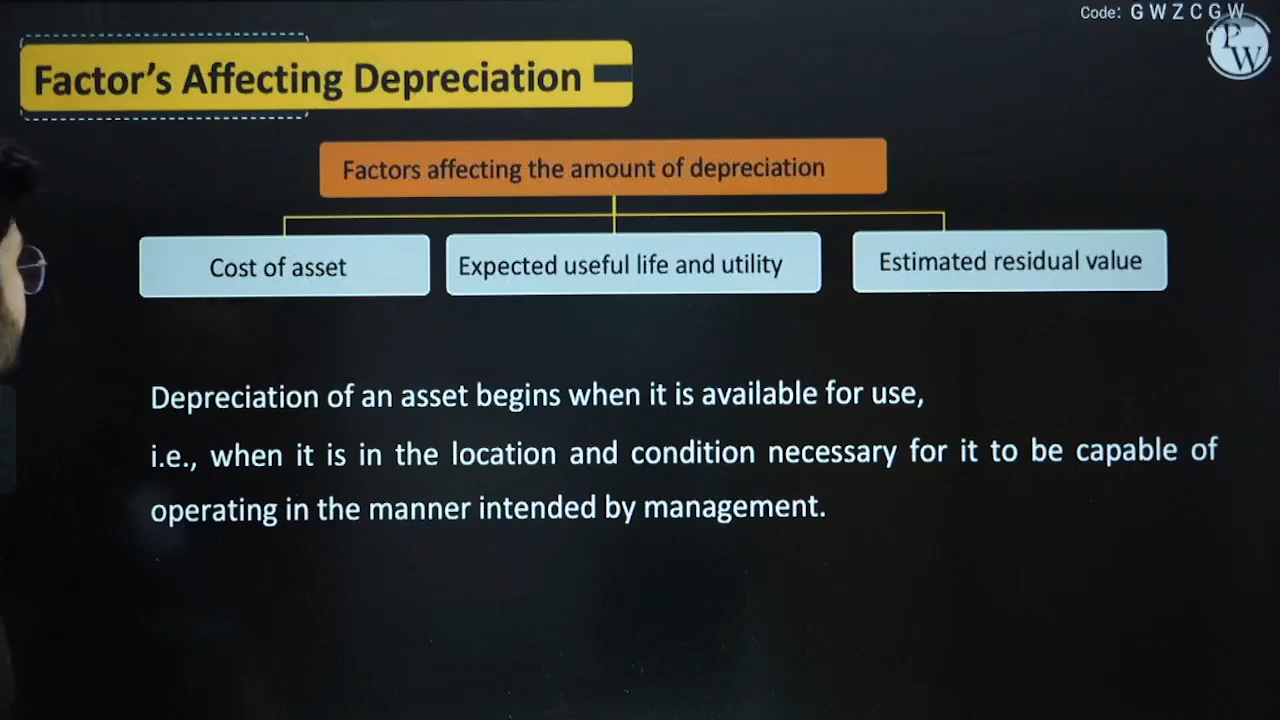 Code: G W Z C G W
PW
Factor's Affecting Depreciation
Factors affecting the amount of depreciation
Cost of asset
Expected useful life and utility
Estimated residual value
Depreciation of an asset begins when it is available for use,
i.e., when it is in the location and condition necessary for it to be capable of
operating in the manner intended by management.